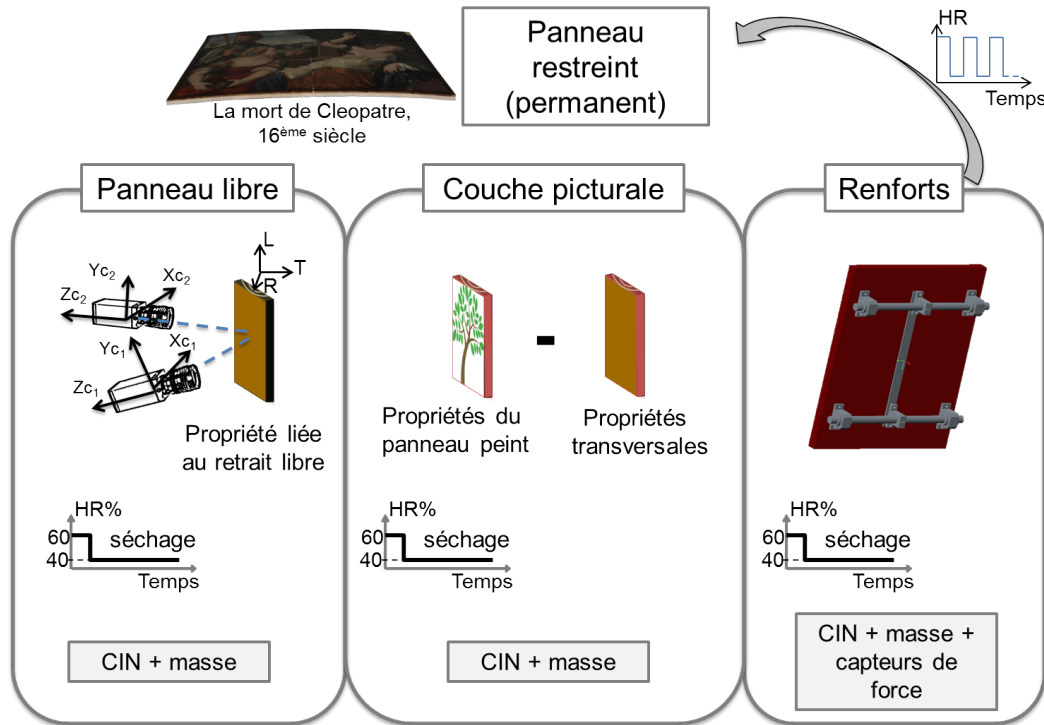 Panneau
restreint
(permanent)
HR
Temps
La mort de Cleopatre,
16ème siècle
Panneau libre
L
T
R
Yc2
Xc2
Zc2
Yc1
Xc1
Zc1
Propriété liée
au retrait libre
HR%
60
séchage
40
Temps
CIN + masse
Couche picturale
-
Propriétés du
panneau peint
Propriétés
transversales
HR%
60
séchage
40
Temps
CIN + masse
Renforts
HR%
60
séchage
40
Temps
CIN + masse +
capteurs de
force